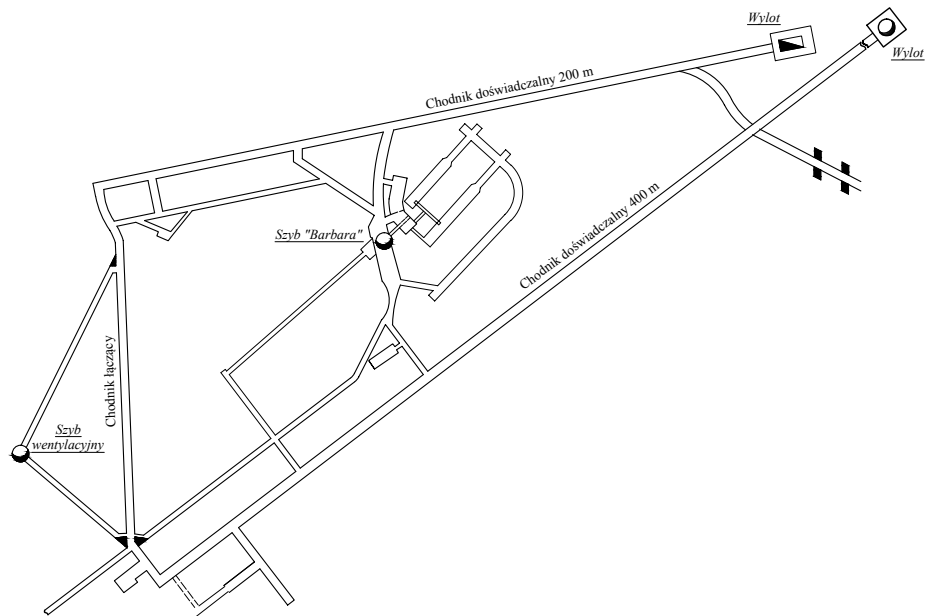 Wylot
Wylot
Chodnik doświadczalny 200 m
Szyb "Barbara"
Chodnik doświadczalny 400 m
Chodnik łączący
Szyb
wentylacyjny